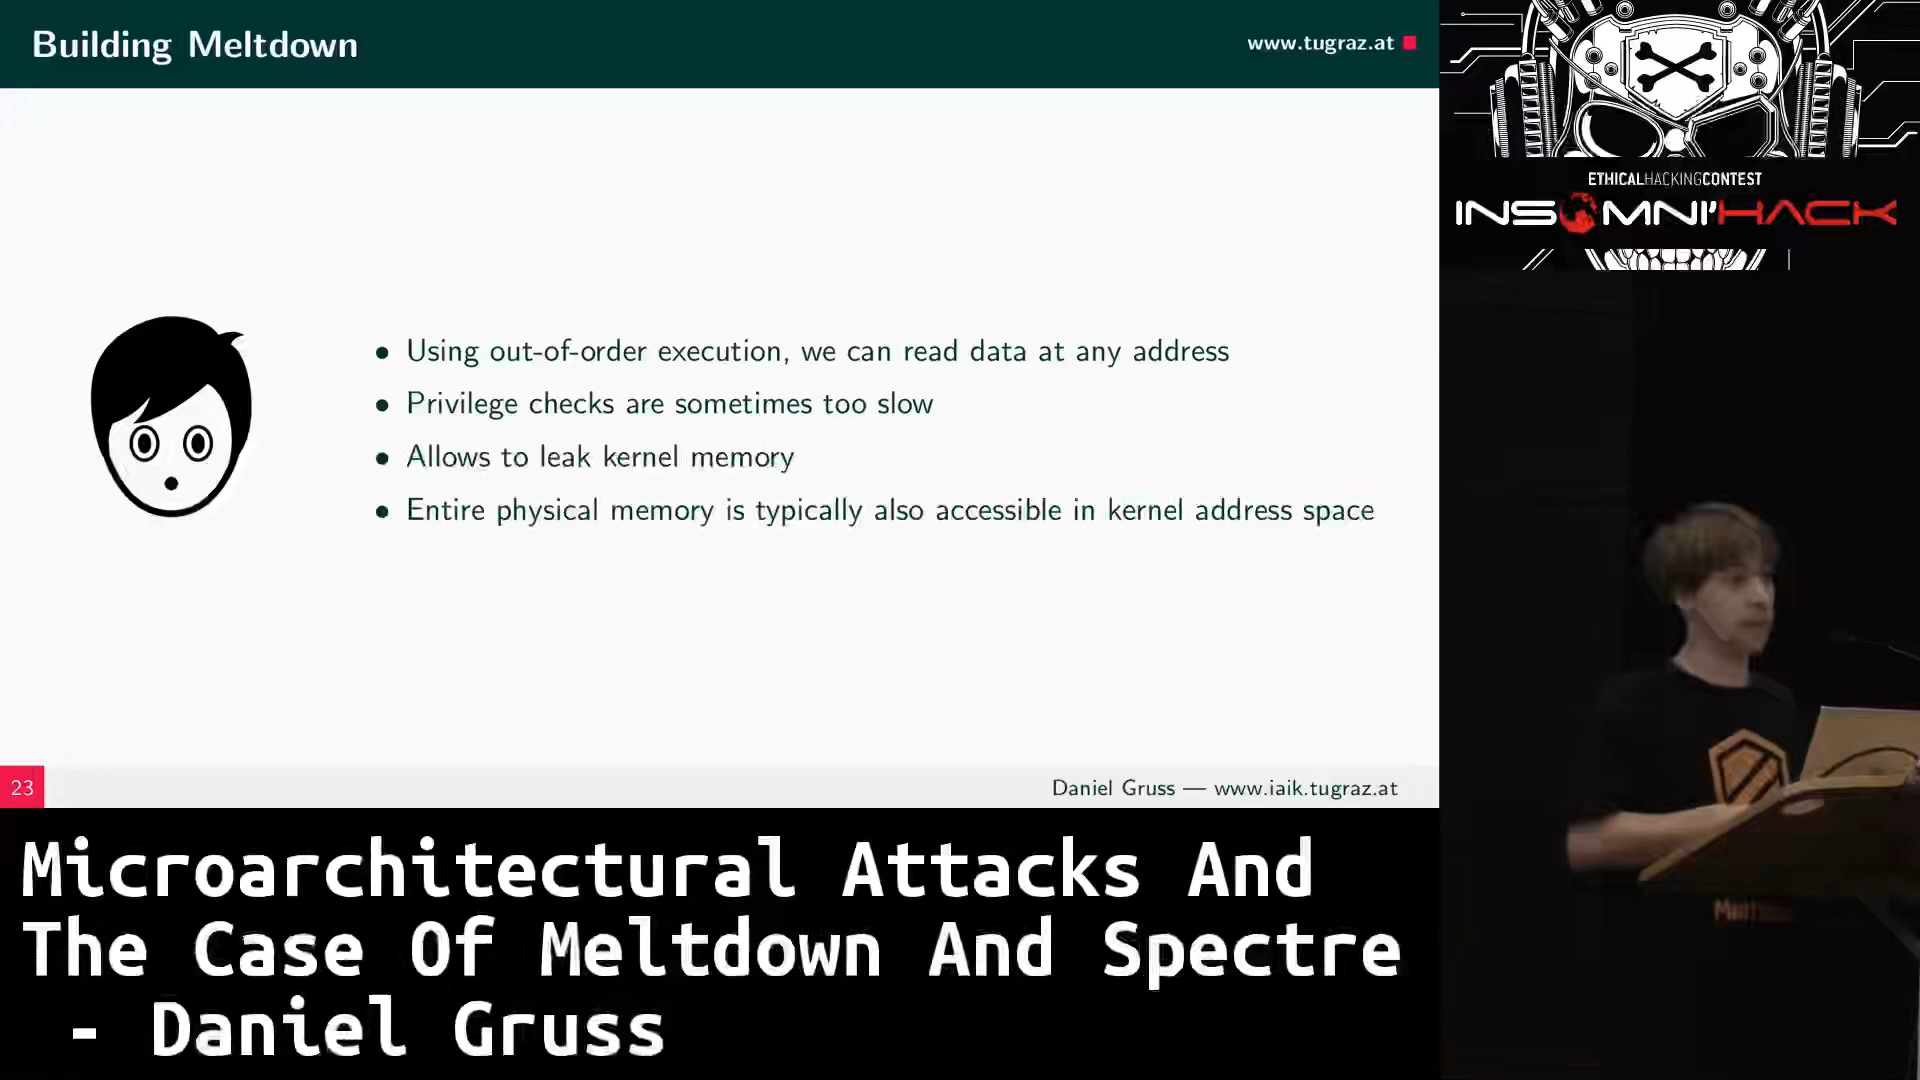 Building Meltdown
www.tugraz.at
ETHICALHACKINGCONTEST
INSOMNI'HACK
• Using out-of-order execution, we can read data at any address
• Privilege checks are sometimes too slow
• Allows to leak kernel memory
• Entire physical memory is typically also accessible in kernel address space
23
Daniel Gruss — www.iaik.tugraz.at
Microarchitectural Attacks And
The Case Of Meltdown And Spectre
- Daniel Gruss